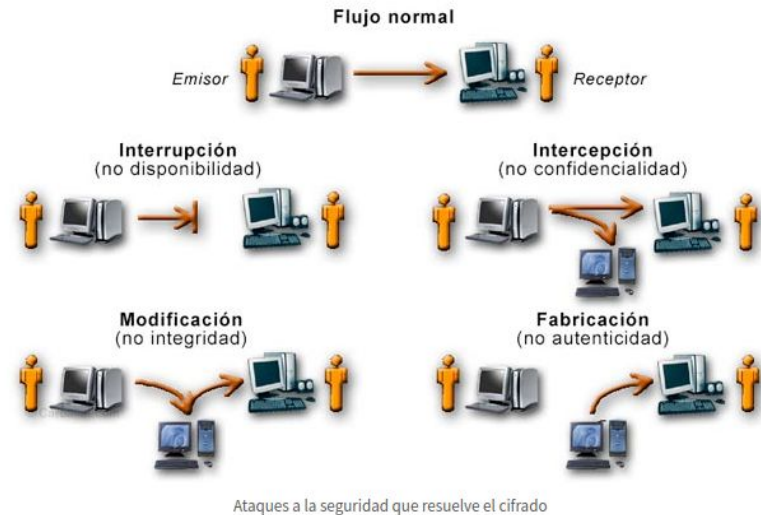 Flujo normal
Emisor
Receptor
Interrupción
(no disponibilidad)
Intercepción
(no confidencialidad)
Modificación
(no integridad)
Fabricación
(no autenticidad)
Ataques a la seguridad que resuelve el cifrado